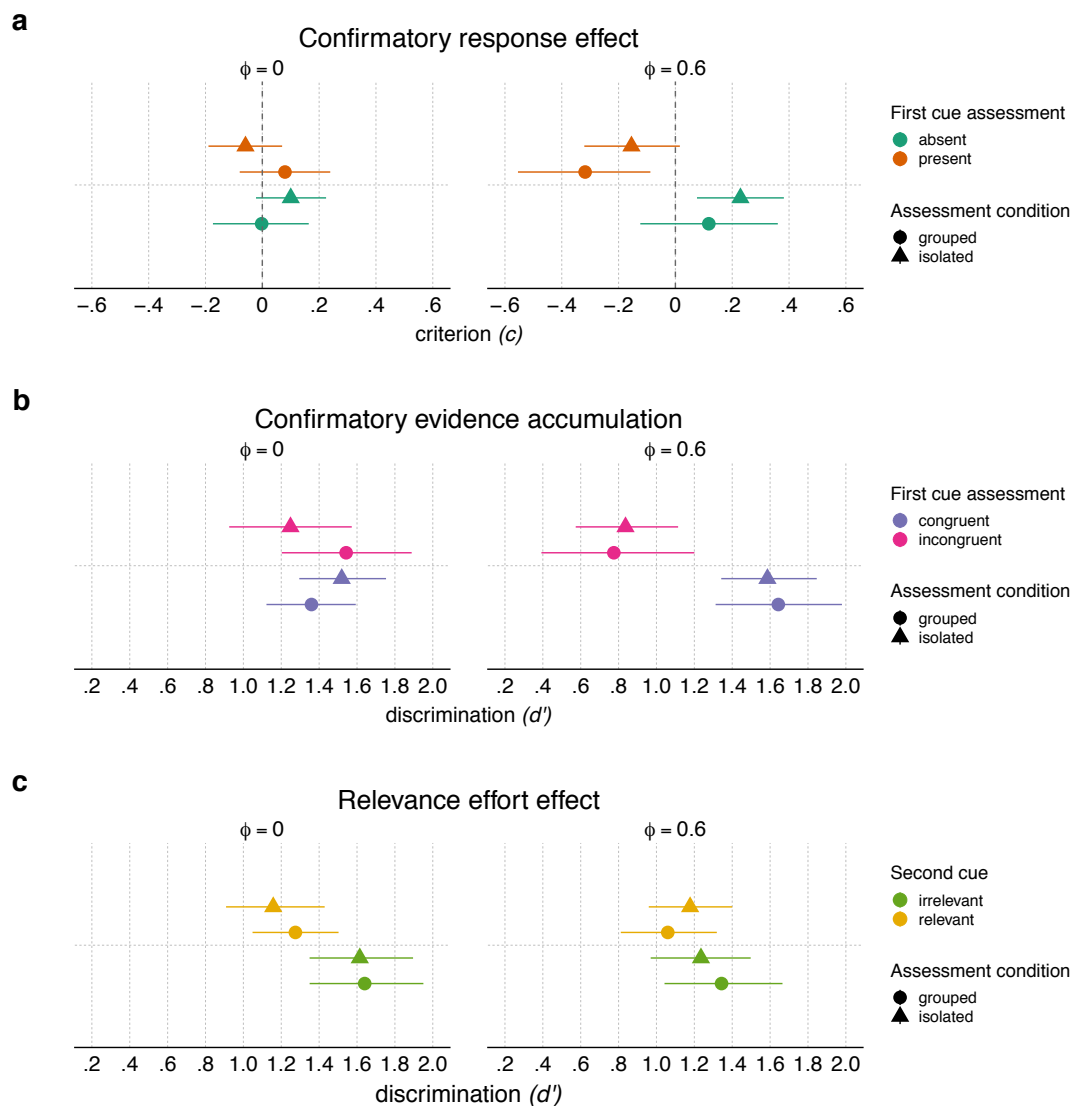 a
Confirmatory response effect
ϕ = 0
ϕ = 0.6
−.6 −.4 −.2 0 .2 .4 .6
−.6 −.4 −.2 0 .2 .4 .6
criterion (c)
First cue assessment
absent
present
Assessment condition
grouped
isolated
b
Confirmatory evidence accumulation
ϕ = 0
ϕ = 0.6
.2 .4 .6 .8 1.0 1.2 1.4 1.6 1.8 2.0
.2 .4 .6 .8 1.0 1.2 1.4 1.6 1.8 2.0
discrimination (d')
First cue assessment
congruent
incongruent
Assessment condition
grouped
isolated
c
Relevance effort effect
ϕ = 0
ϕ = 0.6
.2 .4 .6 .8 1.0 1.2 1.4 1.6 1.8 2.0
.2 .4 .6 .8 1.0 1.2 1.4 1.6 1.8 2.0
discrimination (d')
Second cue
irrelevant
relevant
Assessment condition
grouped
isolated